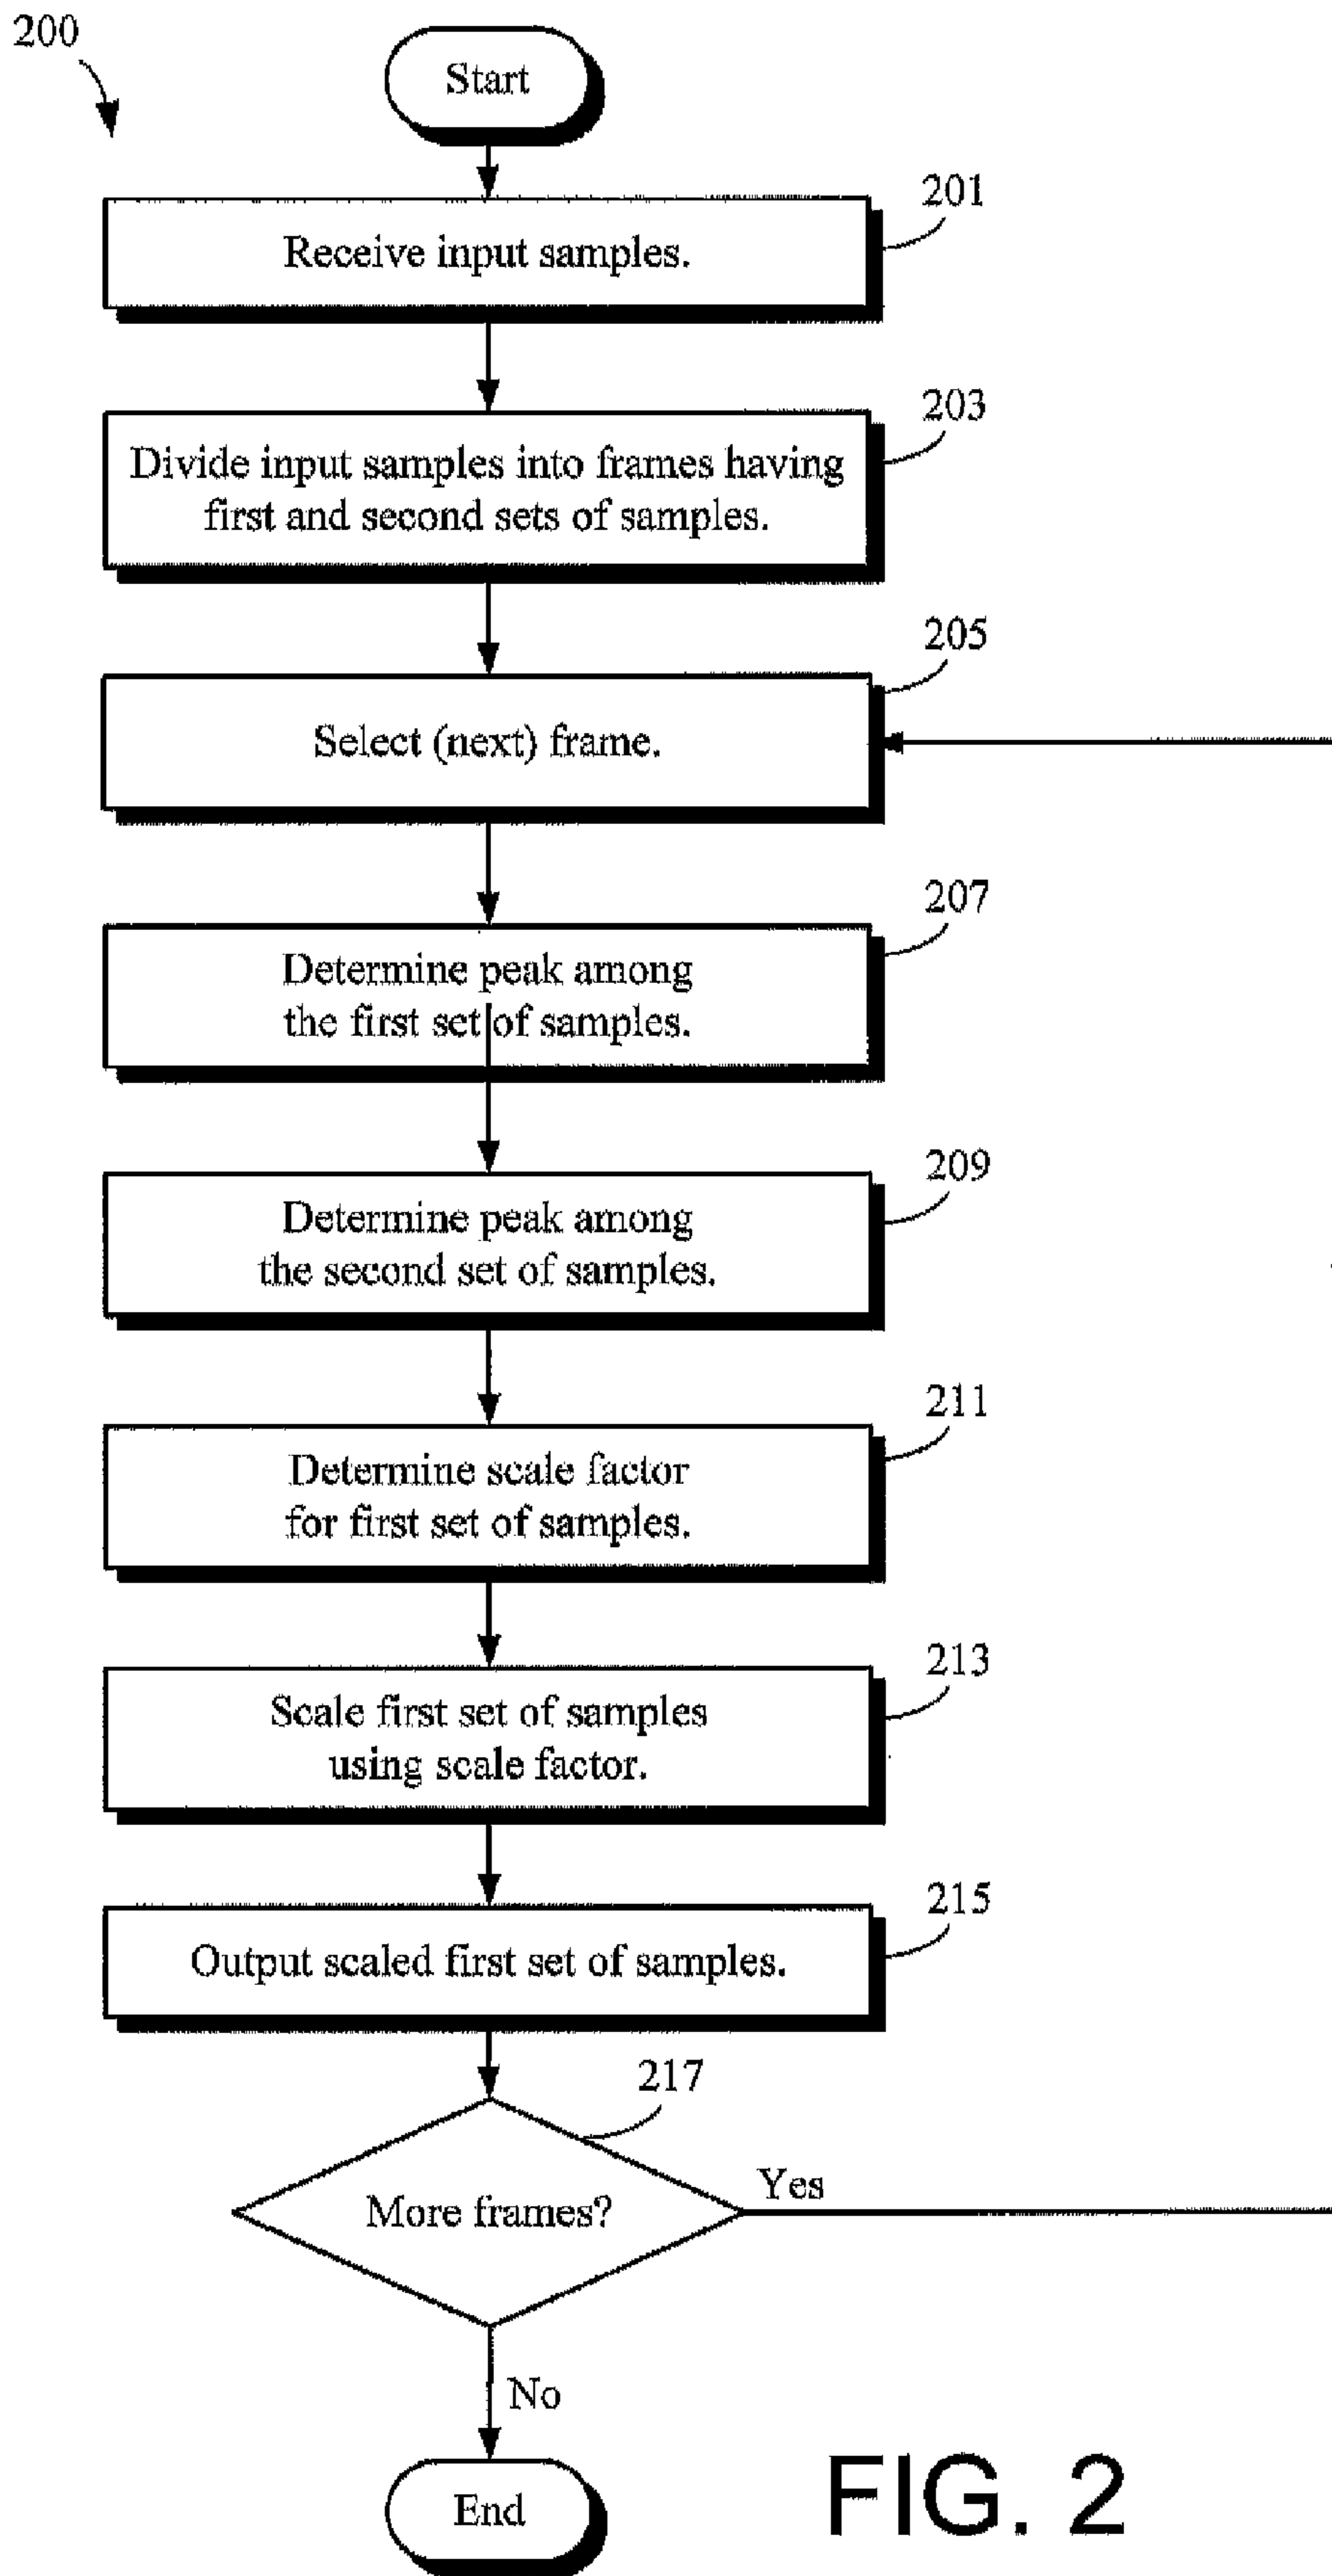 200
Start
201
Receive input samples.
203
Divide input samples into frames having
first and second sets of samples.
205
Select (next) frame.
207
Determine peak among
the first set of samples.
209
Determine peak among
the second set of samples.
211
Determine scale factor
for first set of samples.
213
Scale first set of samples
using scale factor.
215
Output scaled first set of samples.
217
More frames?
Yes
No
End
FIG. 2